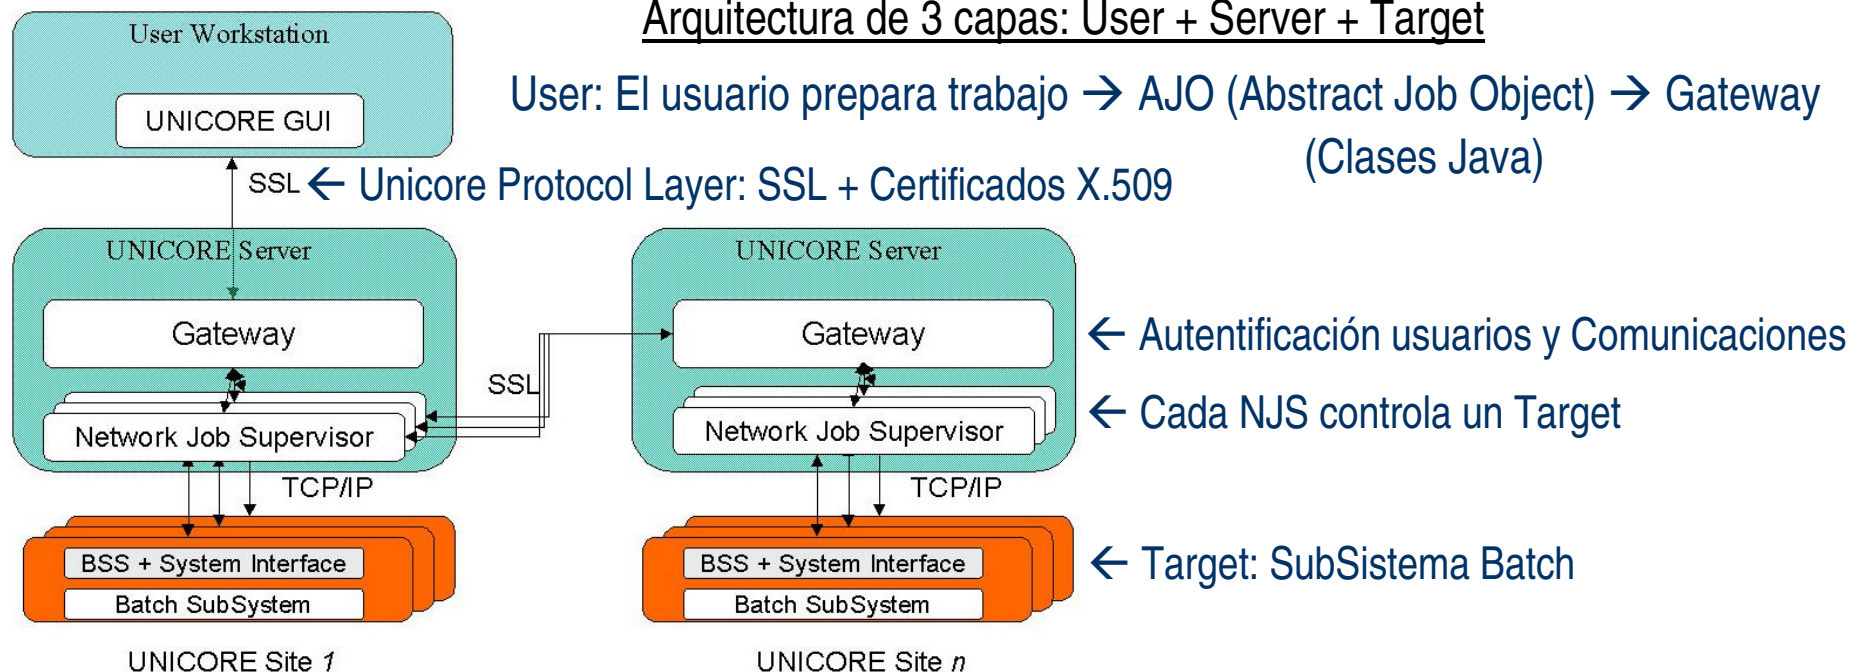 Arquitectura de 3 capas: User + Server + Target
User Workstation
User: El usuario prepara trabajo → AJO (Abstract Job Object) → Gateway
(Clases Java)
UNICORE GUI
SSL ← Unicore Protocol Layer: SSL + Certificados X.509
UNICORE Server
UNICORE Server
Gateway
Gateway
← Autentificación usuarios y Comunicaciones
SSL
Network Job Supervisor
Network Job Supervisor
← Cada NJS controla un Target
TCP/IP
TCP/IP
BSS + System Interface
BSS + System Interface
← Target: SubSistema Batch
Batch SubSystem
Batch SubSystem
UNICORE Site 1
UNICORE Site n